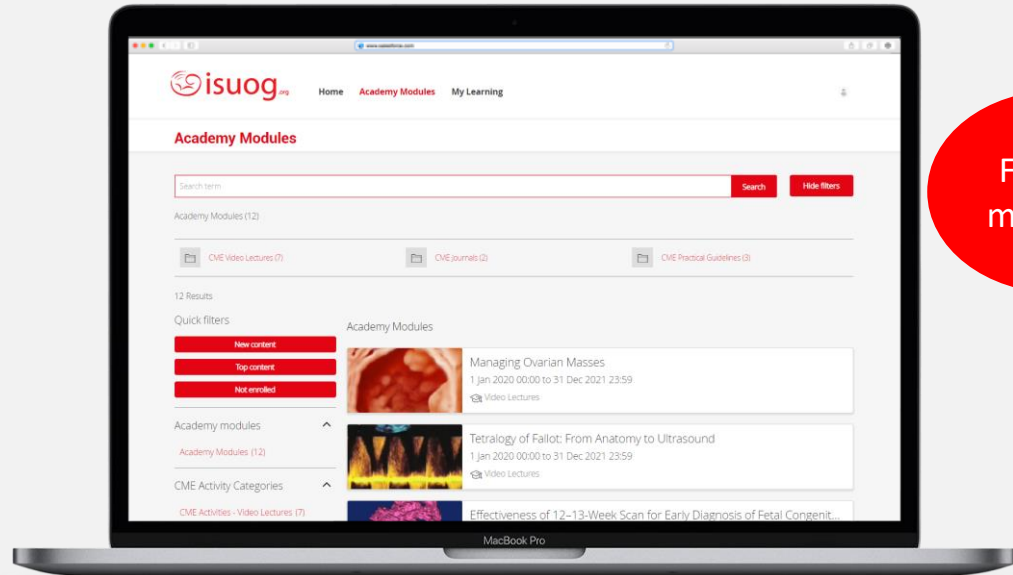 www.salesforce.com
isuog.org
Home Academy Modules My Learning
Academy Modules
Search term
Search
Hide filters
Academy Modules (12)
CME Video Lectures (7)
CME Journals (2)
CME Practical Guidelines (3)
12 Results
Quick filters
New content
Top content
Not enrolled
Academy modules
Academy Modules (12)
CME Activity Categories
CME Activities - Video Lectures (7)
Academy Modules
Managing Ovarian Masses
1 Jan 2020 00:00 to 31 Dec 2021 23:59
Video Lectures
Tetralogy of Fallot: From Anatomy to Ultrasound
1 Jan 2020 00:00 to 31 Dec 2021 23:59
Video Lectures
Effectiveness of 12–13-Week Scan for Early Diagnosis of Fetal Congenit...
MacBook Pro
F
m